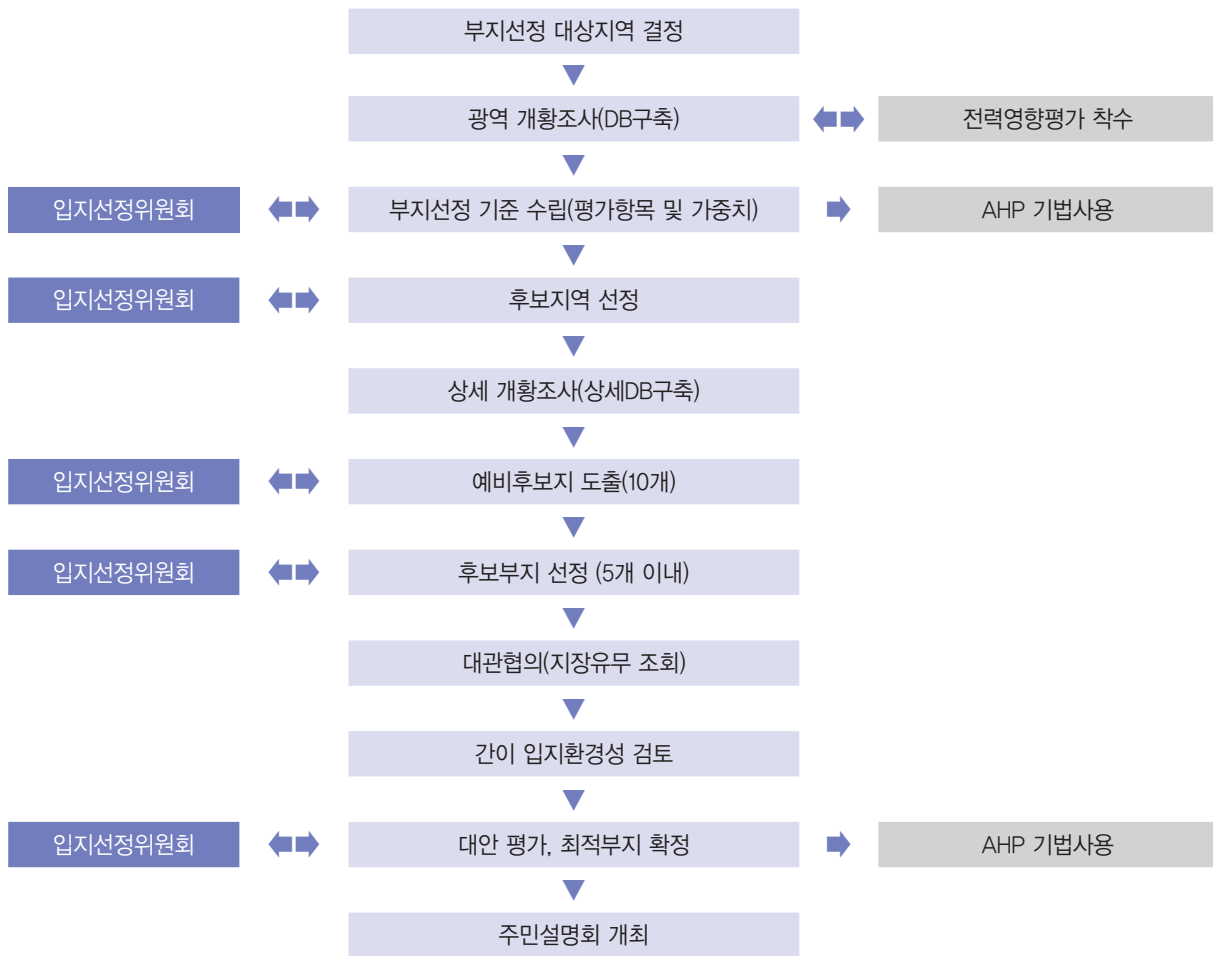 부지선정 대상지역 결정
광역 개황조사(DB구축)
전력영향평가 착수
입지선정위원회
부지선정 기준 수립(평가항목 및 가중치)
AHP 기법사용
입지선정위원회
후보지역 선정
상세 개황조사(상세DB구축)
입지선정위원회
예비후보지 도출(10개)
입지선정위원회
후보부지 선정 (5개 이내)
대관협의(지장유무 조회)
간이 입지환경성 검토
입지선정위원회
대안 평가, 최적부지 확정
AHP 기법사용
주민설명회 개최